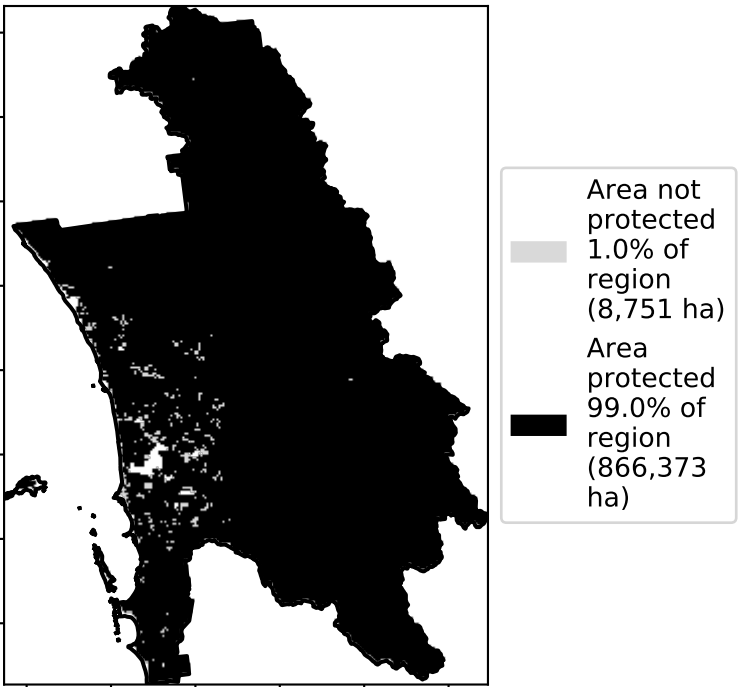 Area not
protected
1.0% of
region
(8,751 ha)
Area
protected
99.0% of
region
(866,373
ha)